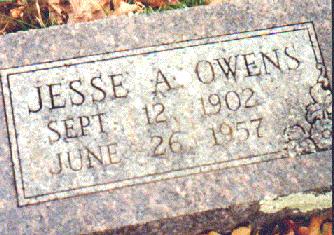 JESSE A. OWENS
SEPT. 12, 1902
JUNE 26, 1957